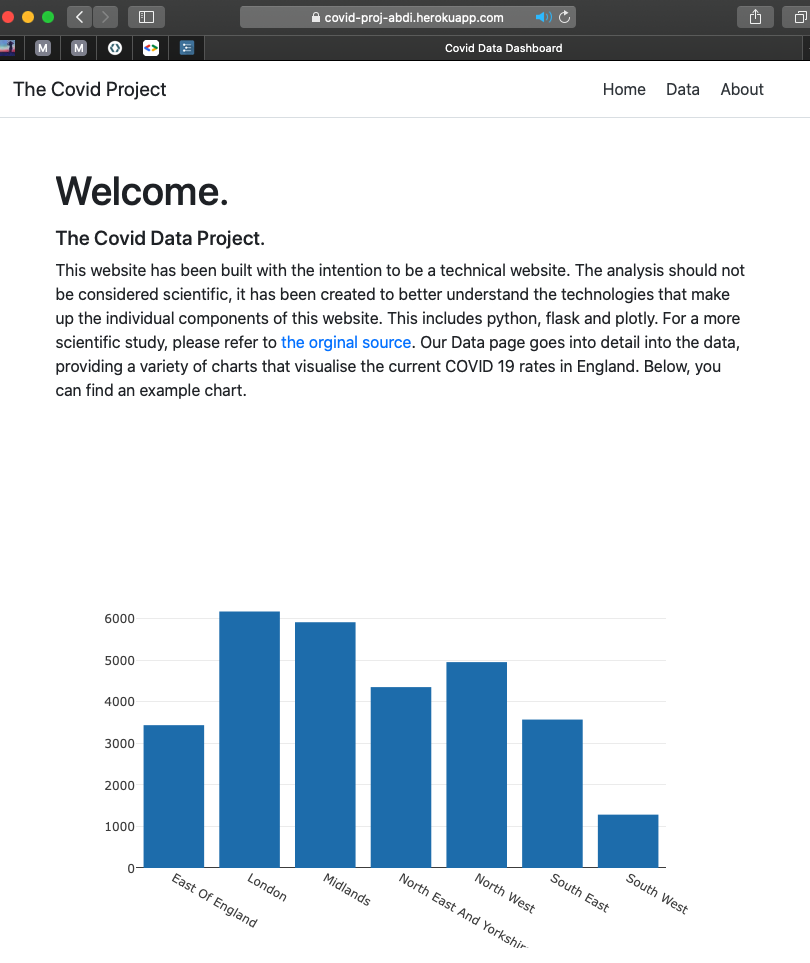 covid-proj-abdi.herokuapp.com
M M Covid Data Dashboard
The Covid Project Home Data About
Welcome.
The Covid Data Project.
This website has been built with the intention to be a technical website. The analysis should not
be considered scientific, it has been created to better understand the technologies that make
up the individual components of this website. This includes python, flask and plotly. For a more
scientific study, please refer to the orginal source. Our Data page goes into detail into the data,
providing a variety of charts that visualise the current COVID 19 rates in England. Below, you
can find an example chart.
6000
5000
4000
3000
2000
1000
0
East Of England
London
Midlands
North East And Yorkshir
North West
South East
South West